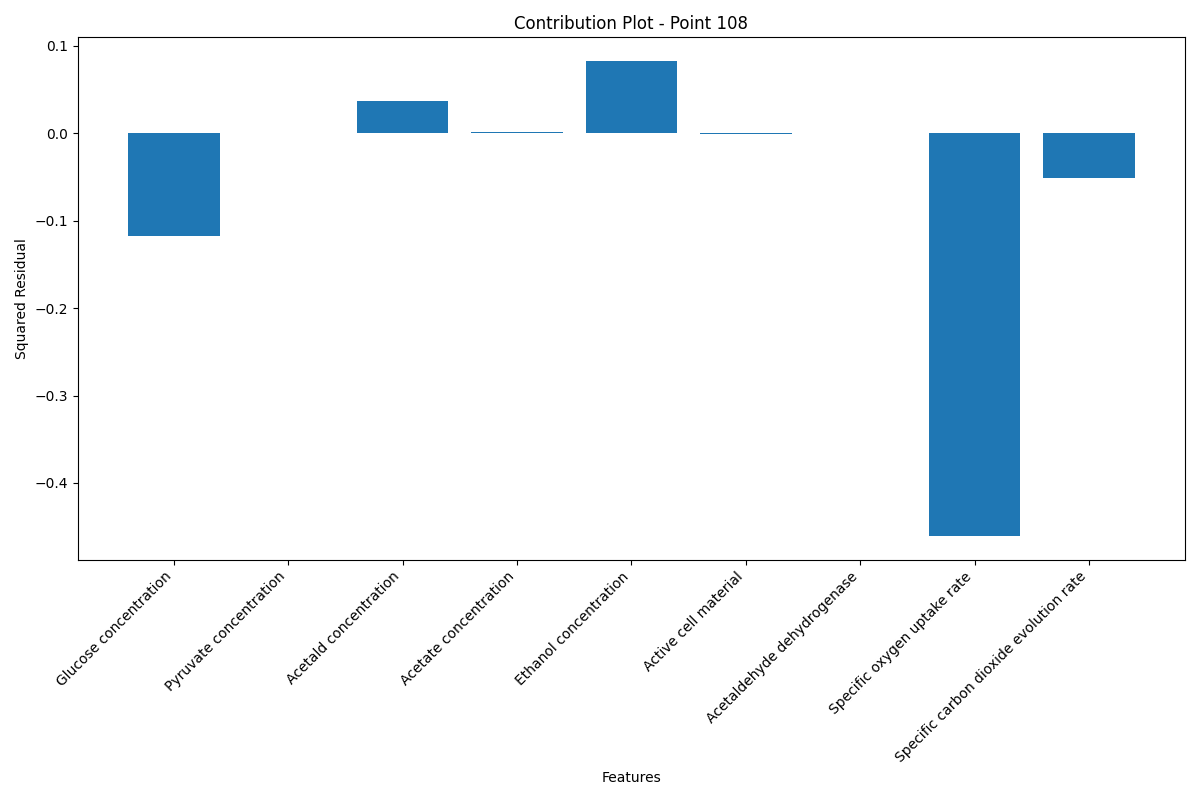 Contribution Plot - Point 108
0.1
0.0
−0.1
−0.2
−0.3
−0.4
Squared Residual
Glucose concentration
Pyruvate concentration
Acetald concentration
Acetate concentration
Ethanol concentration
Active cell material
Acetaldehyde dehydrogenase
Specific oxygen uptake rate
Specific carbon dioxide evolution rate
Features